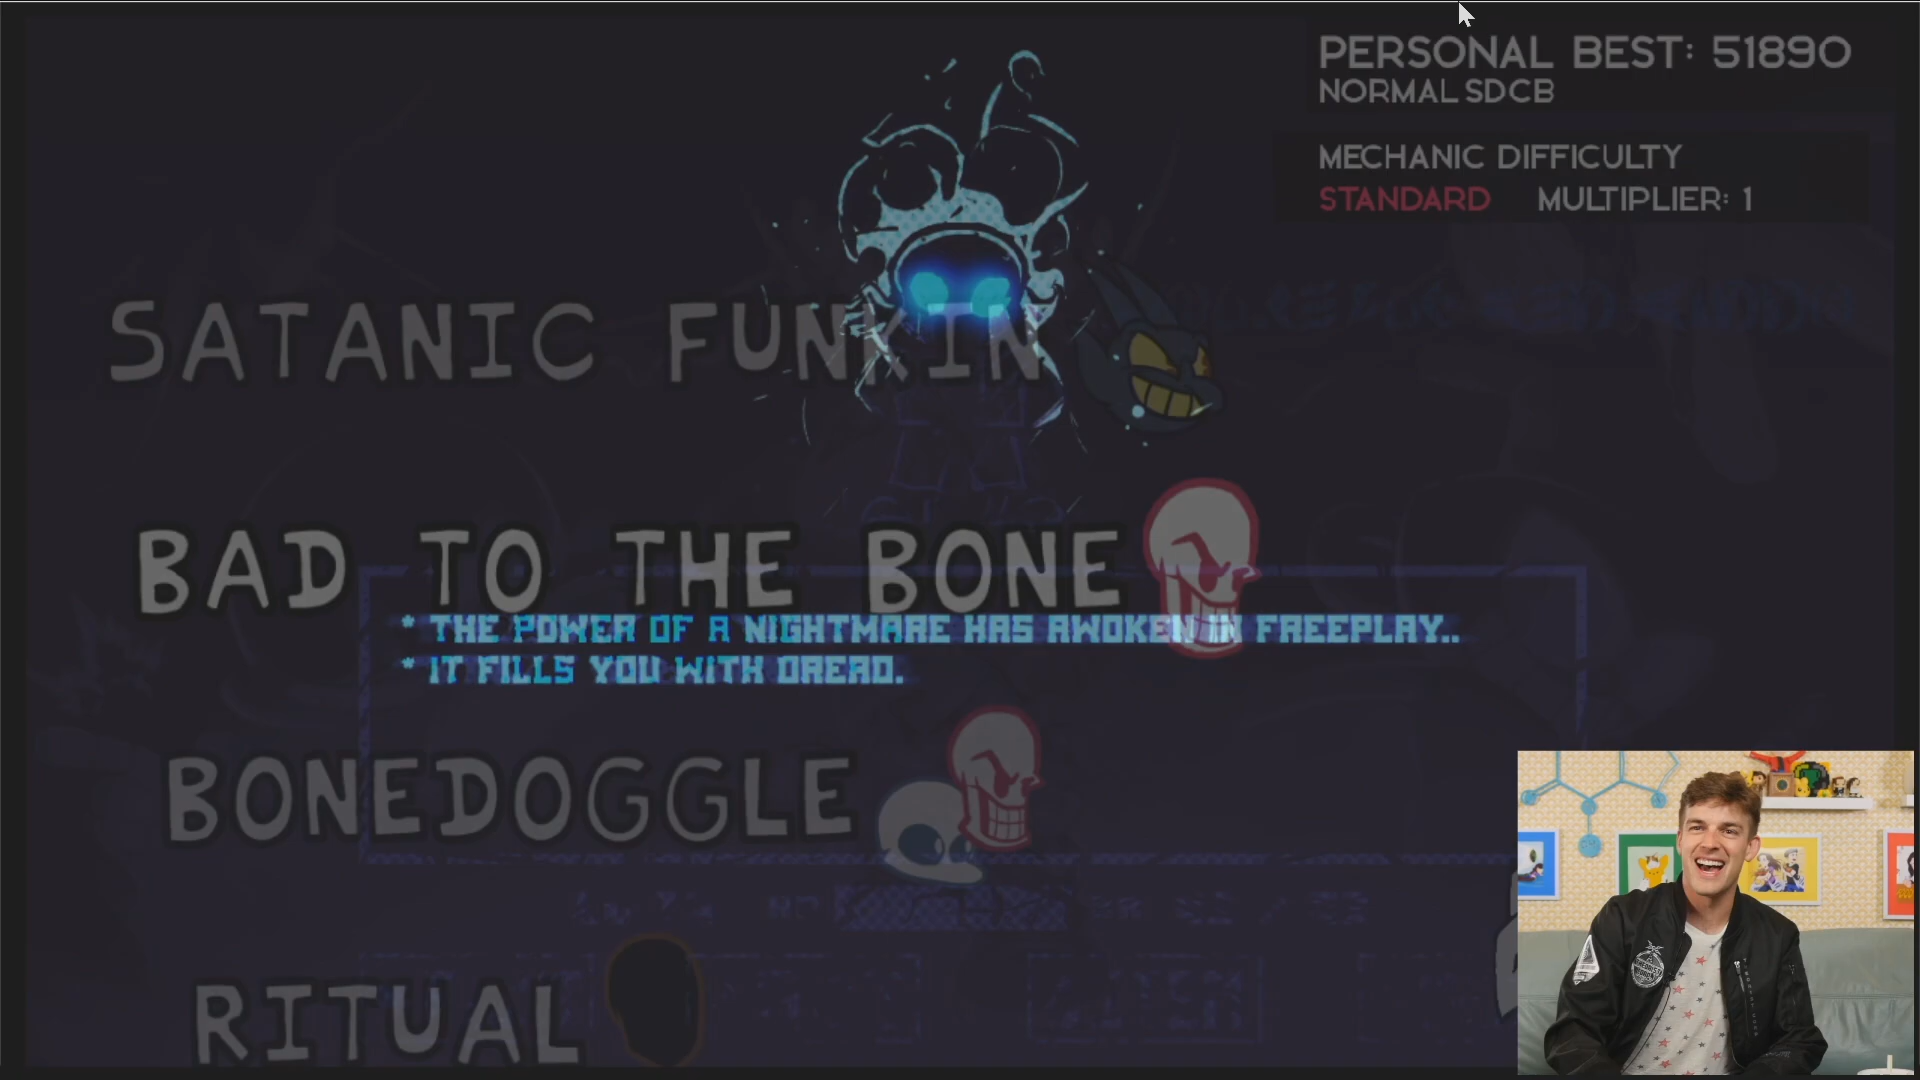 PERSONAL BEST: 51890
NORMAL SDCB
MECHANIC DIFFICULTY
STANDARD MULTIPLIER: 1
SATANIC FUNKIN
BAD TO THE BONE
* THE POWER OF A NIGHTMARE HAS AWOKEN IN FREEPLAY..
* IT FILLS YOU WITH DREAD.
BONEDOGGLE
RITUAL